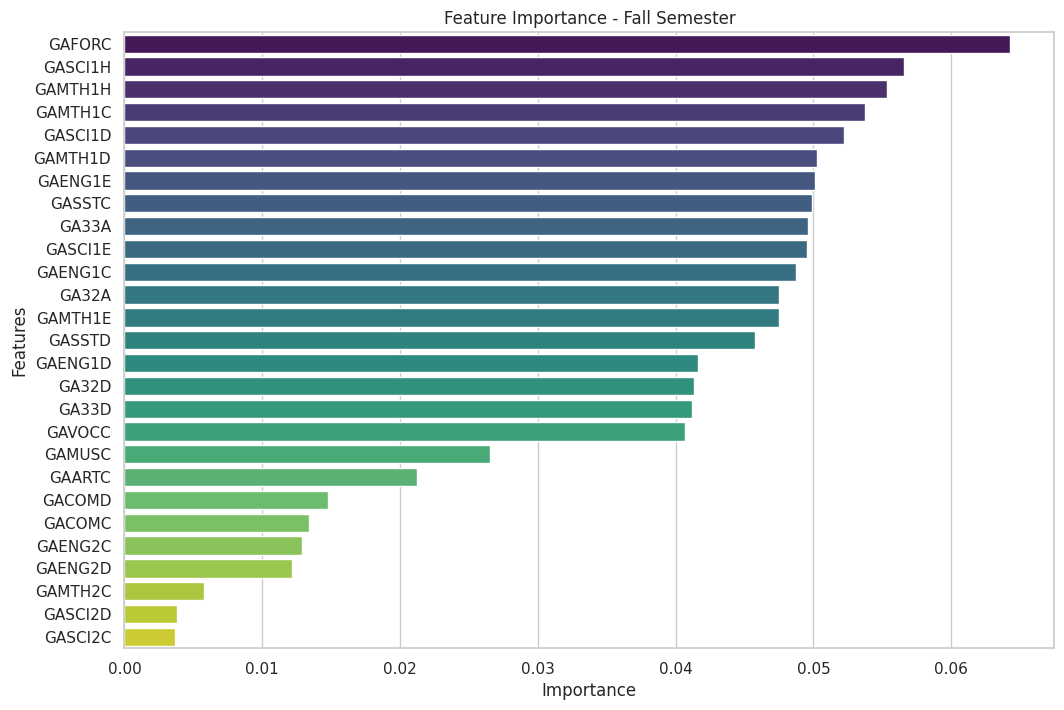 Feature Importance - Fall Semester
GAFORC
GASCI1H
GAMTH1H
GAMTH1C
GASCI1D
GAMTH1D
GAENG1E
GASSTC
GA33A
GASCI1E
GAENG1C
GA32A
GAMTH1E
GASSTD
GAENG1D
GA32D
GA33D
GAVOCC
GAMUSC
GAARTC
GACOMD
GACOMC
GAENG2C
GAENG2D
GAMTH2C
GASCI2D
GASCI2C
Features
0.00 0.01 0.02 0.03 0.04 0.05 0.06
Importance